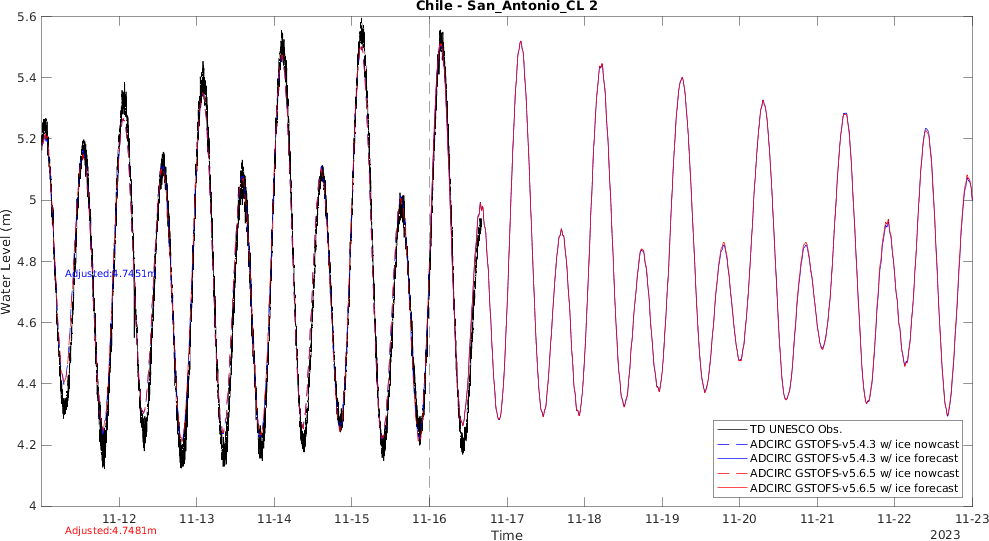 Chile - San_Antonio_CL 2
5.6
5.4
5.2
5
4.8
4.6
4.4
4.2
4
Water Level (m)
Adjusted:4.7451m
TD UNESCO Obs.
ADCIRC GSTOFS-v5.4.3 w/ ice nowcast
ADCIRC GSTOFS-v5.4.3 w/ ice forecast
ADCIRC GSTOFS-v5.6.5 w/ ice nowcast
ADCIRC GSTOFS-v5.6.5 w/ ice forecast
11-12 11-13 11-14 11-15 11-16 11-17 11-18 11-19 11-20 11-21 11-22 11-23
Adjusted:4.7481m
Time
2023